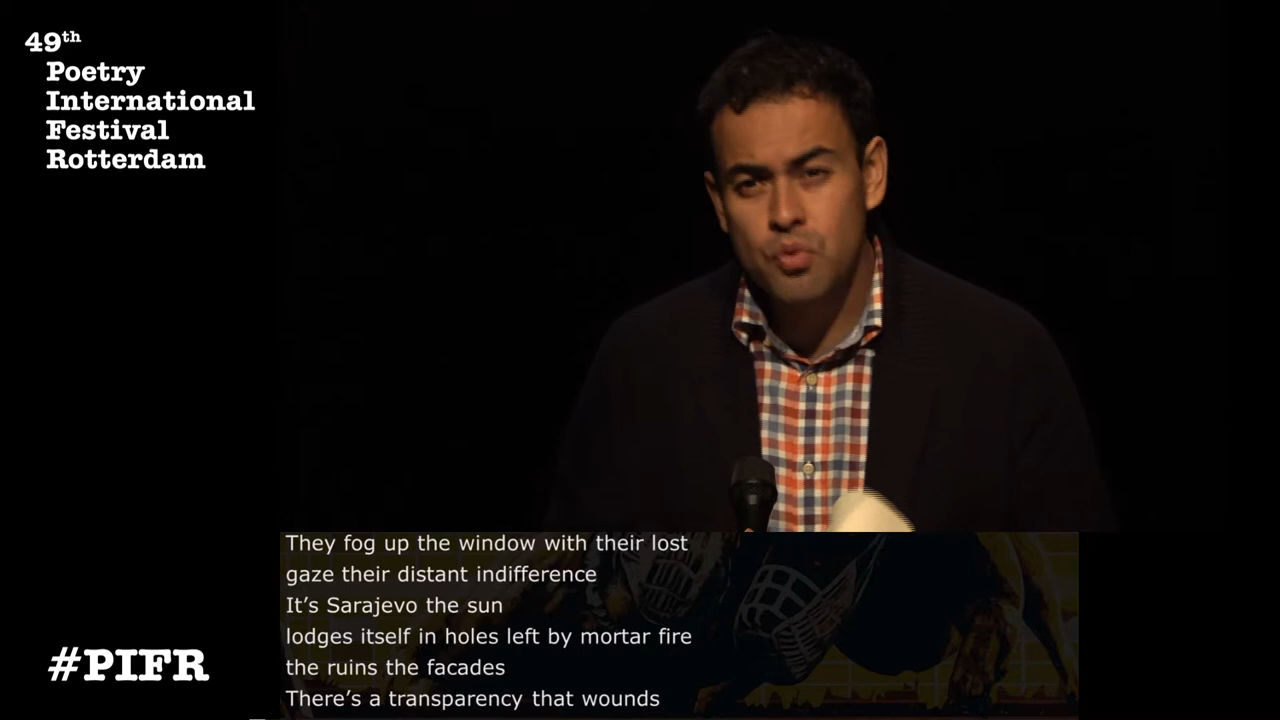 49th
Poetry
International
Festival
Rotterdam
They fog up the window with their lost
gaze their distant indifference
It's Sarajevo the sun
lodges itself in holes left by mortar fire
the ruins the facades
There's a transparency that wounds
#PIFR